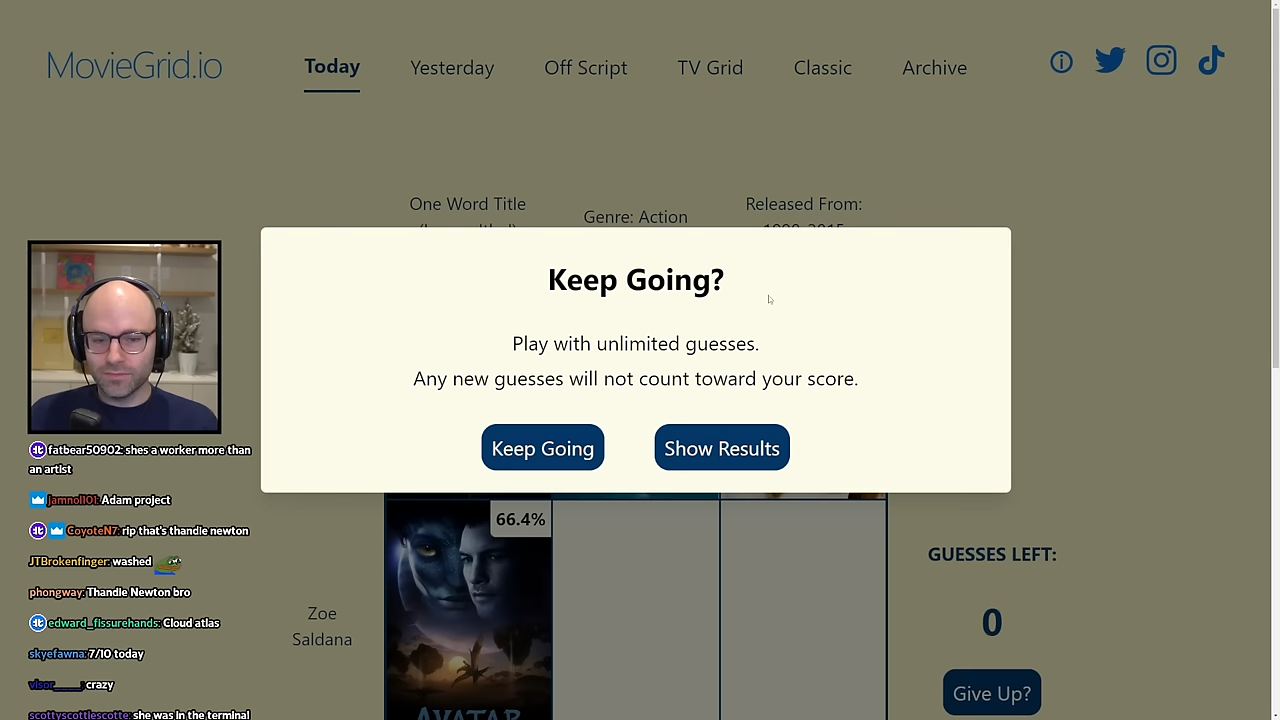 MovieGrid.io
Today
Yesterday
Off Script
TV Grid
Classic
Archive
One Word Title
Genre: Action
Released From:
Keep Going?
Play with unlimited guesses.
Any new guesses will not count toward your score.
Keep Going
Show Results
fatbear50902: shes a worker more than
an artist
jamnoll01: Adam project
CoyoteN7: rip that's thandie newton
JTBrokenfinger: washed
phongway: Thandie Newton bro
edward_fissurehands: Cloud atlas
skyefawna: 7/10 today
visor____: crazy
scottyscottiescotte: she was in the terminal
Zoe
Saldana
66.4%
AVATAR
GUESSES LEFT:
0
Give Up?